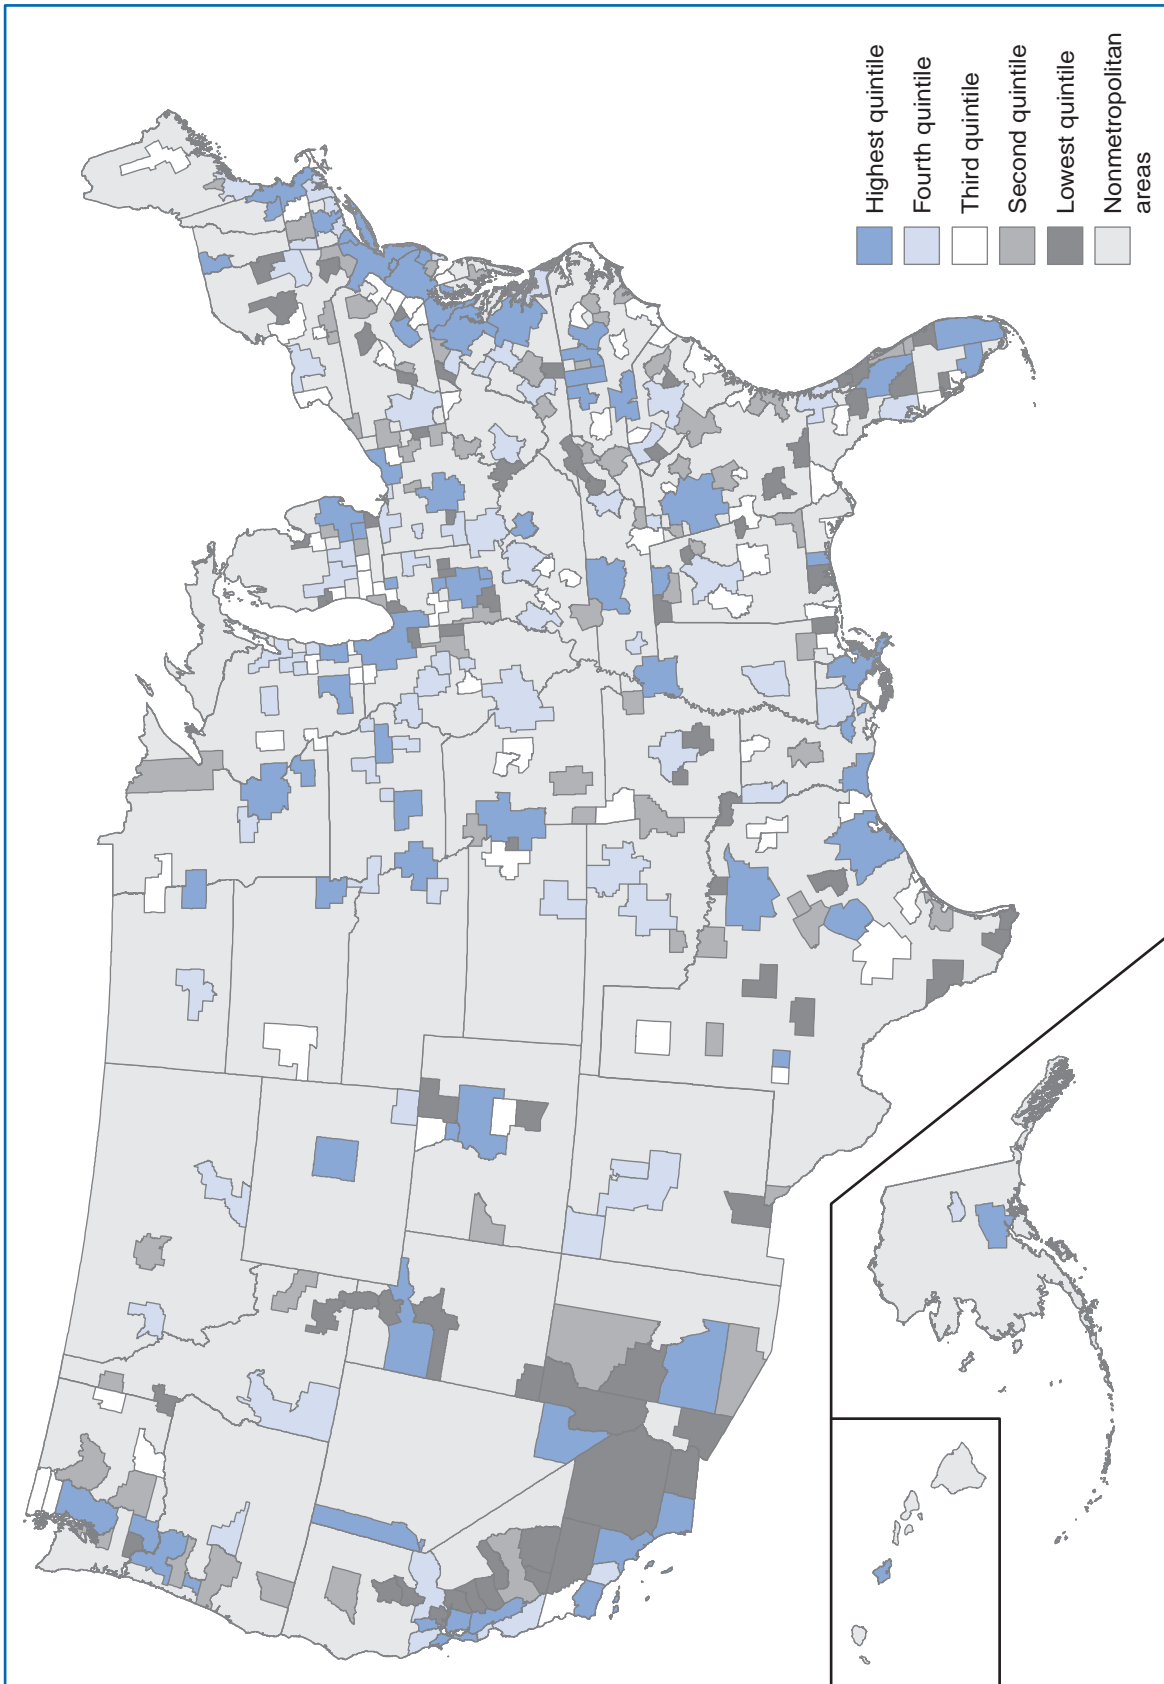 Highest quintile
Fourth quintile
Third quintile
Second quintile
Lowest quintile
Nonmetropolitan
areas